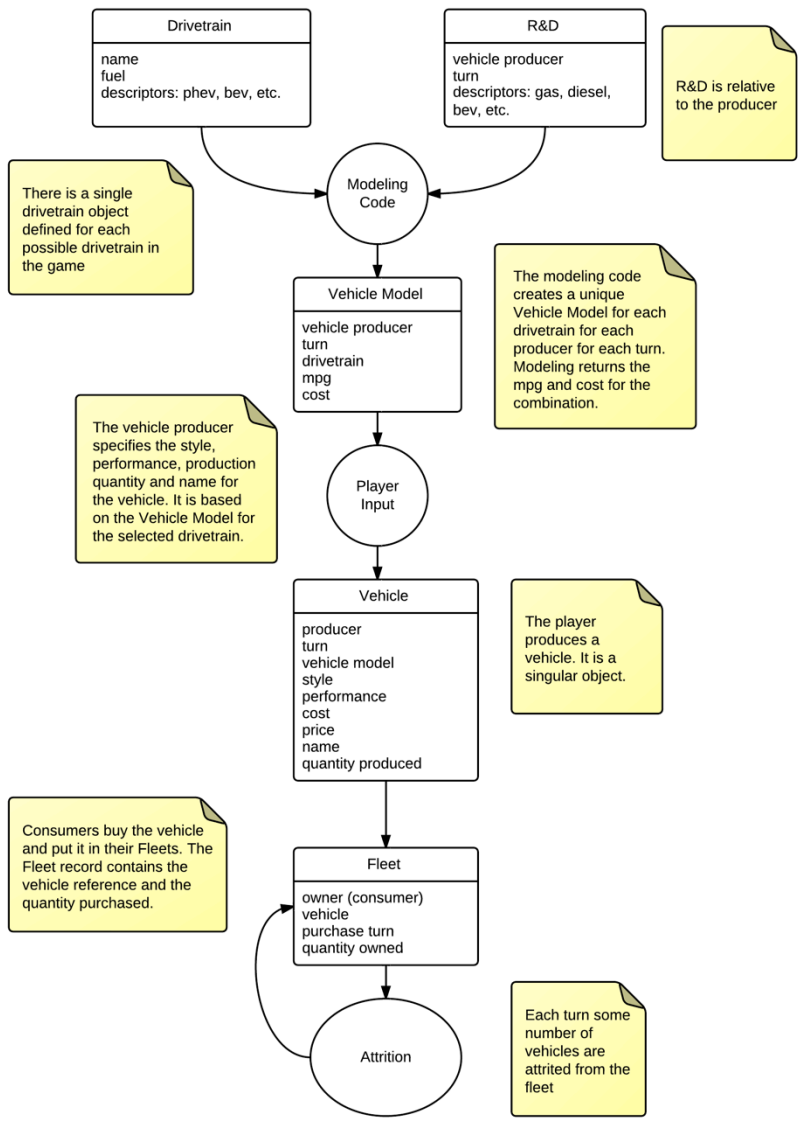 Drivetrain
name
fuel
descriptors: phev, bev, etc.
R&D
vehicle producer
turn
descriptors: gas, diesel,
bev, etc.
R&D is relative
to the producer
Modeling
Code
There is a single
drivetrain object
defined for each
possible drivetrain in
the game
Vehicle Model
vehicle producer
turn
drivetrain
mpg
cost
The modeling code
creates a unique
Vehicle Model for each
drivetrain for each
producer for each turn.
Modeling returns the
mpg and cost for the
combination.
The vehicle producer
specifies the style,
performance, production
quantity and name for
the vehicle. It is based
on the Vehicle Model for
the selected drivetrain.
Player
Input
Vehicle
producer
turn
vehicle model
style
performance
cost
price
name
quantity produced
The player
produces a
vehicle. It is a
singular object.
Consumers buy the vehicle
and put it in their Fleets. The
Fleet record contains the
vehicle reference and the
quantity purchased.
Fleet
owner (consumer)
vehicle
purchase turn
quantity owned
Attrition
Each turn some
number of
vehicles are
attrited from the
fleet